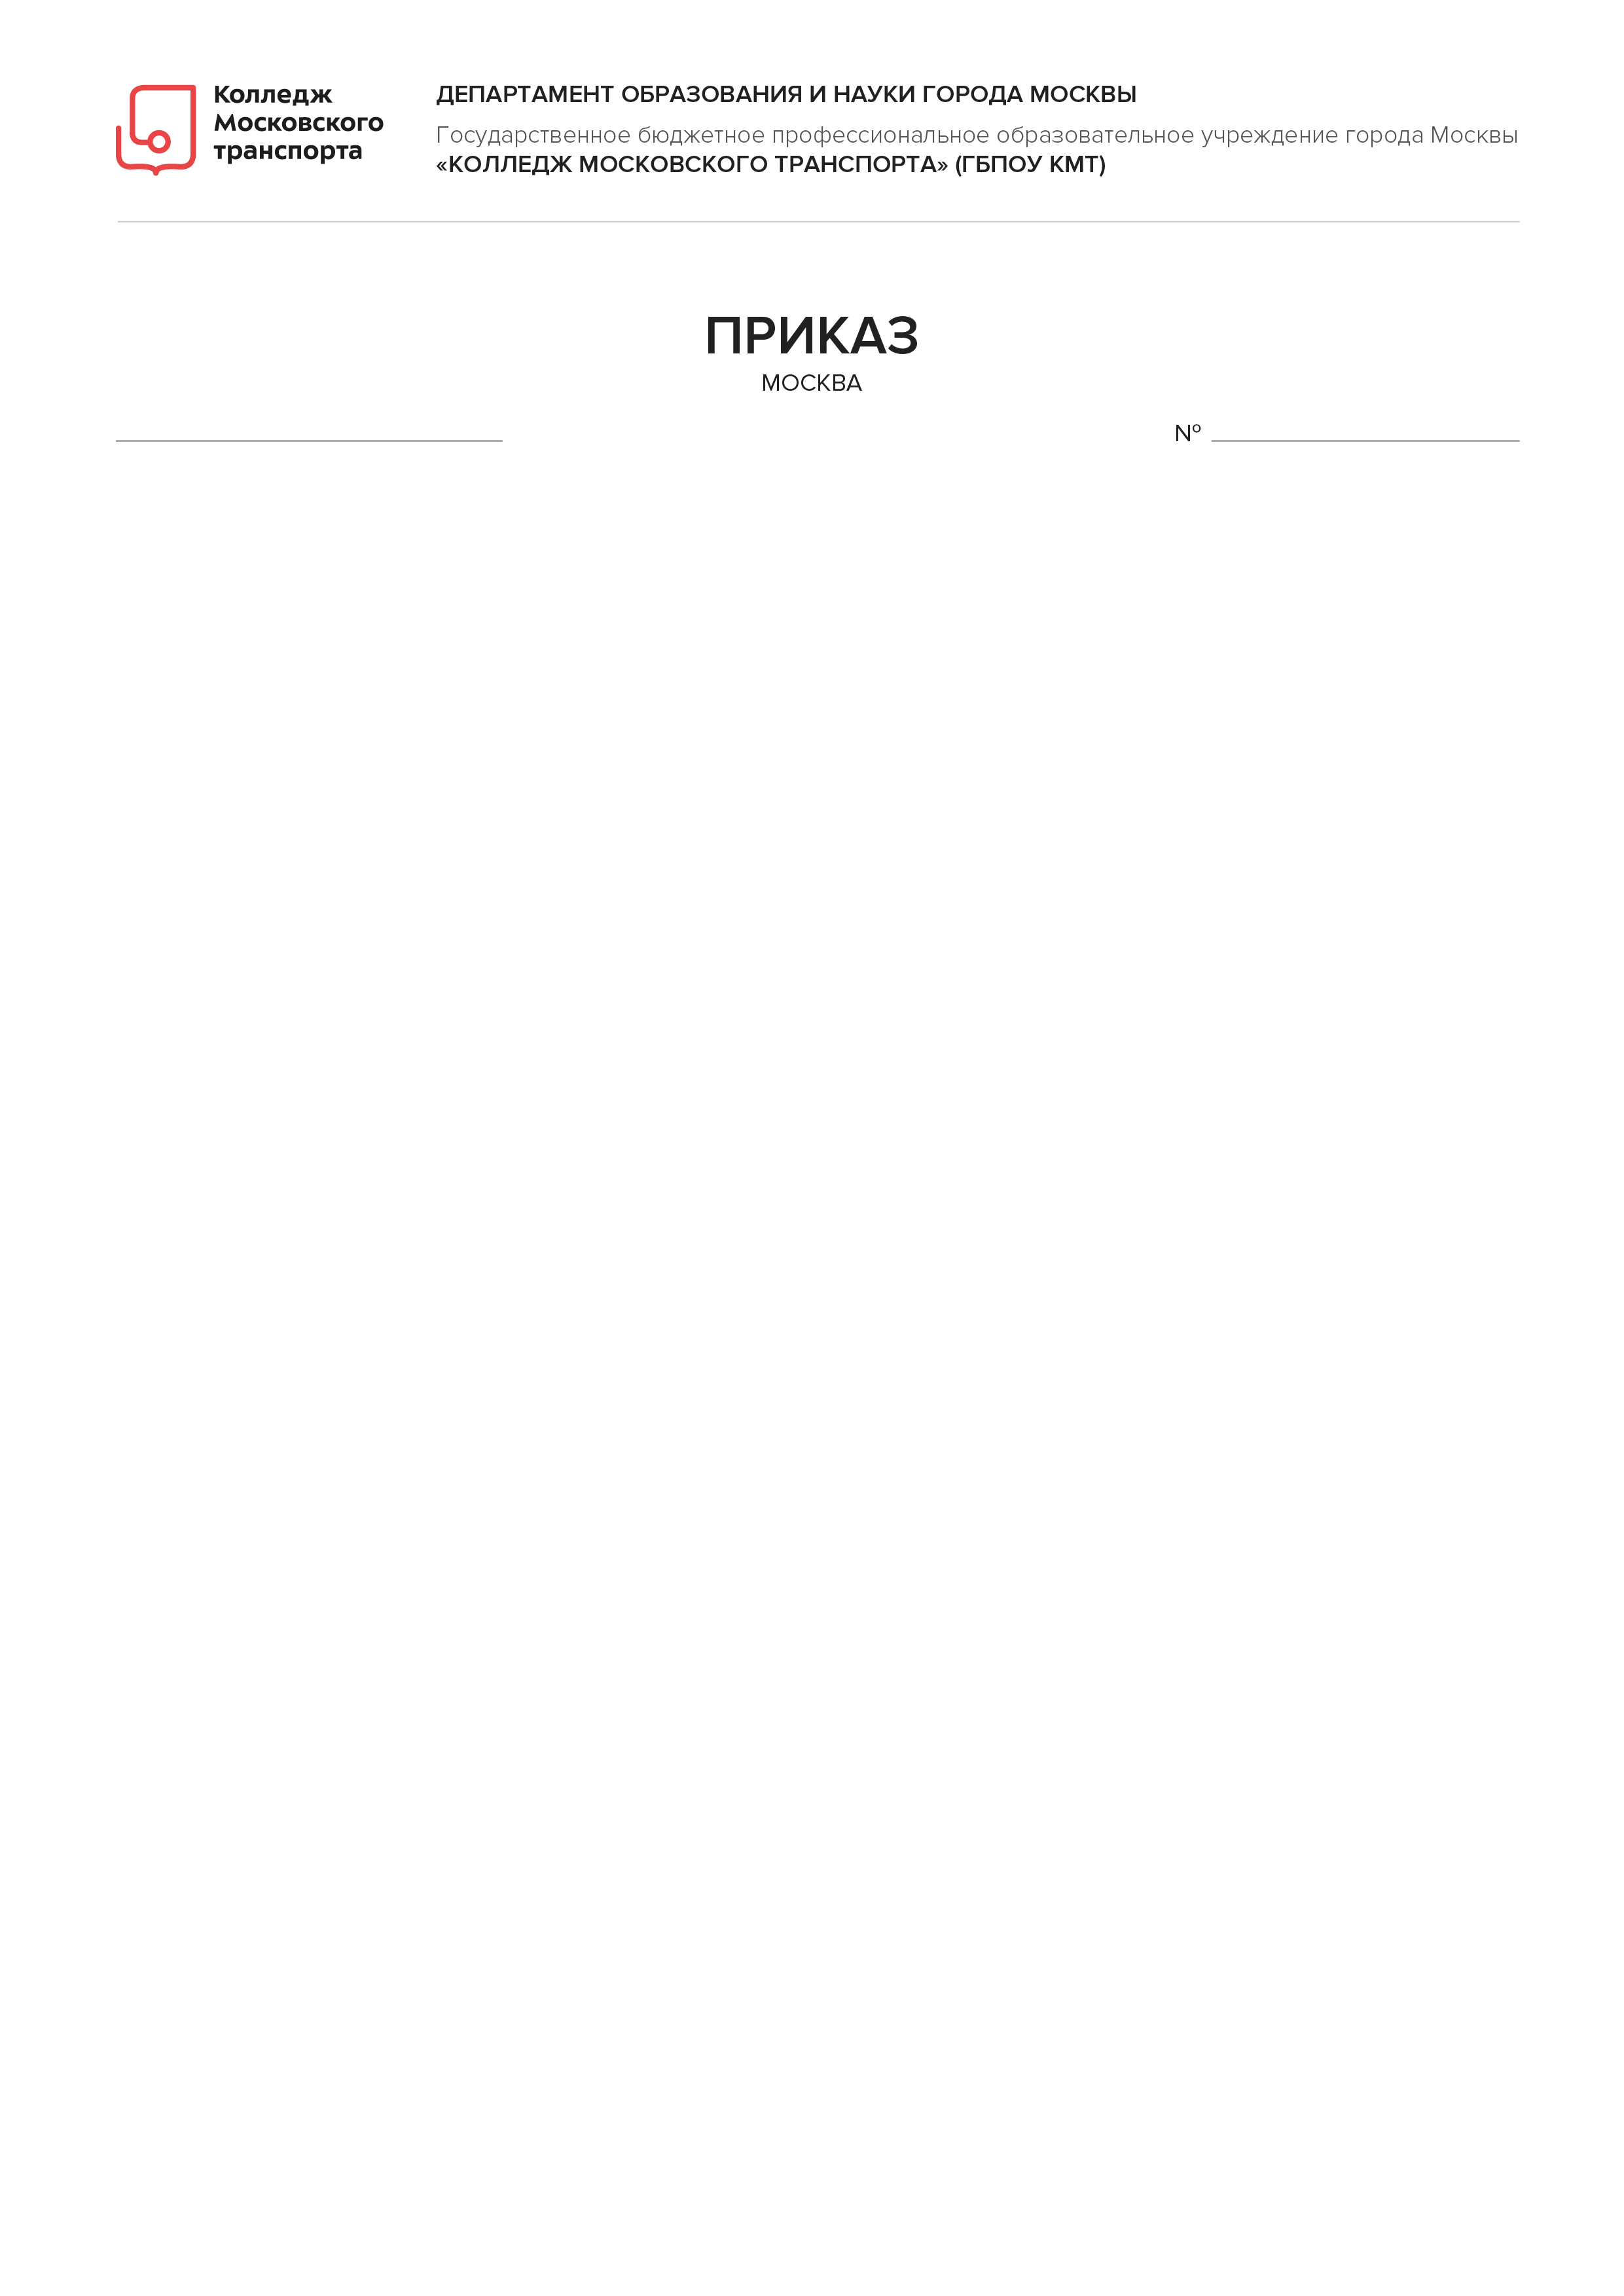 Колледж
Московского
транспорта
ДЕПАРТАМЕНТ ОБРАЗОВАНИЯ И НАУКИ ГОРОДА МОСКВЫ
Государственное бюджетное профессиональное образовательное учреждение города Москвы
«КОЛЛЕДЖ МОСКОВСКОГО ТРАНСПОРТА» (ГБПОУ КМТ)
ПРИКАЗ
МОСКВА
№